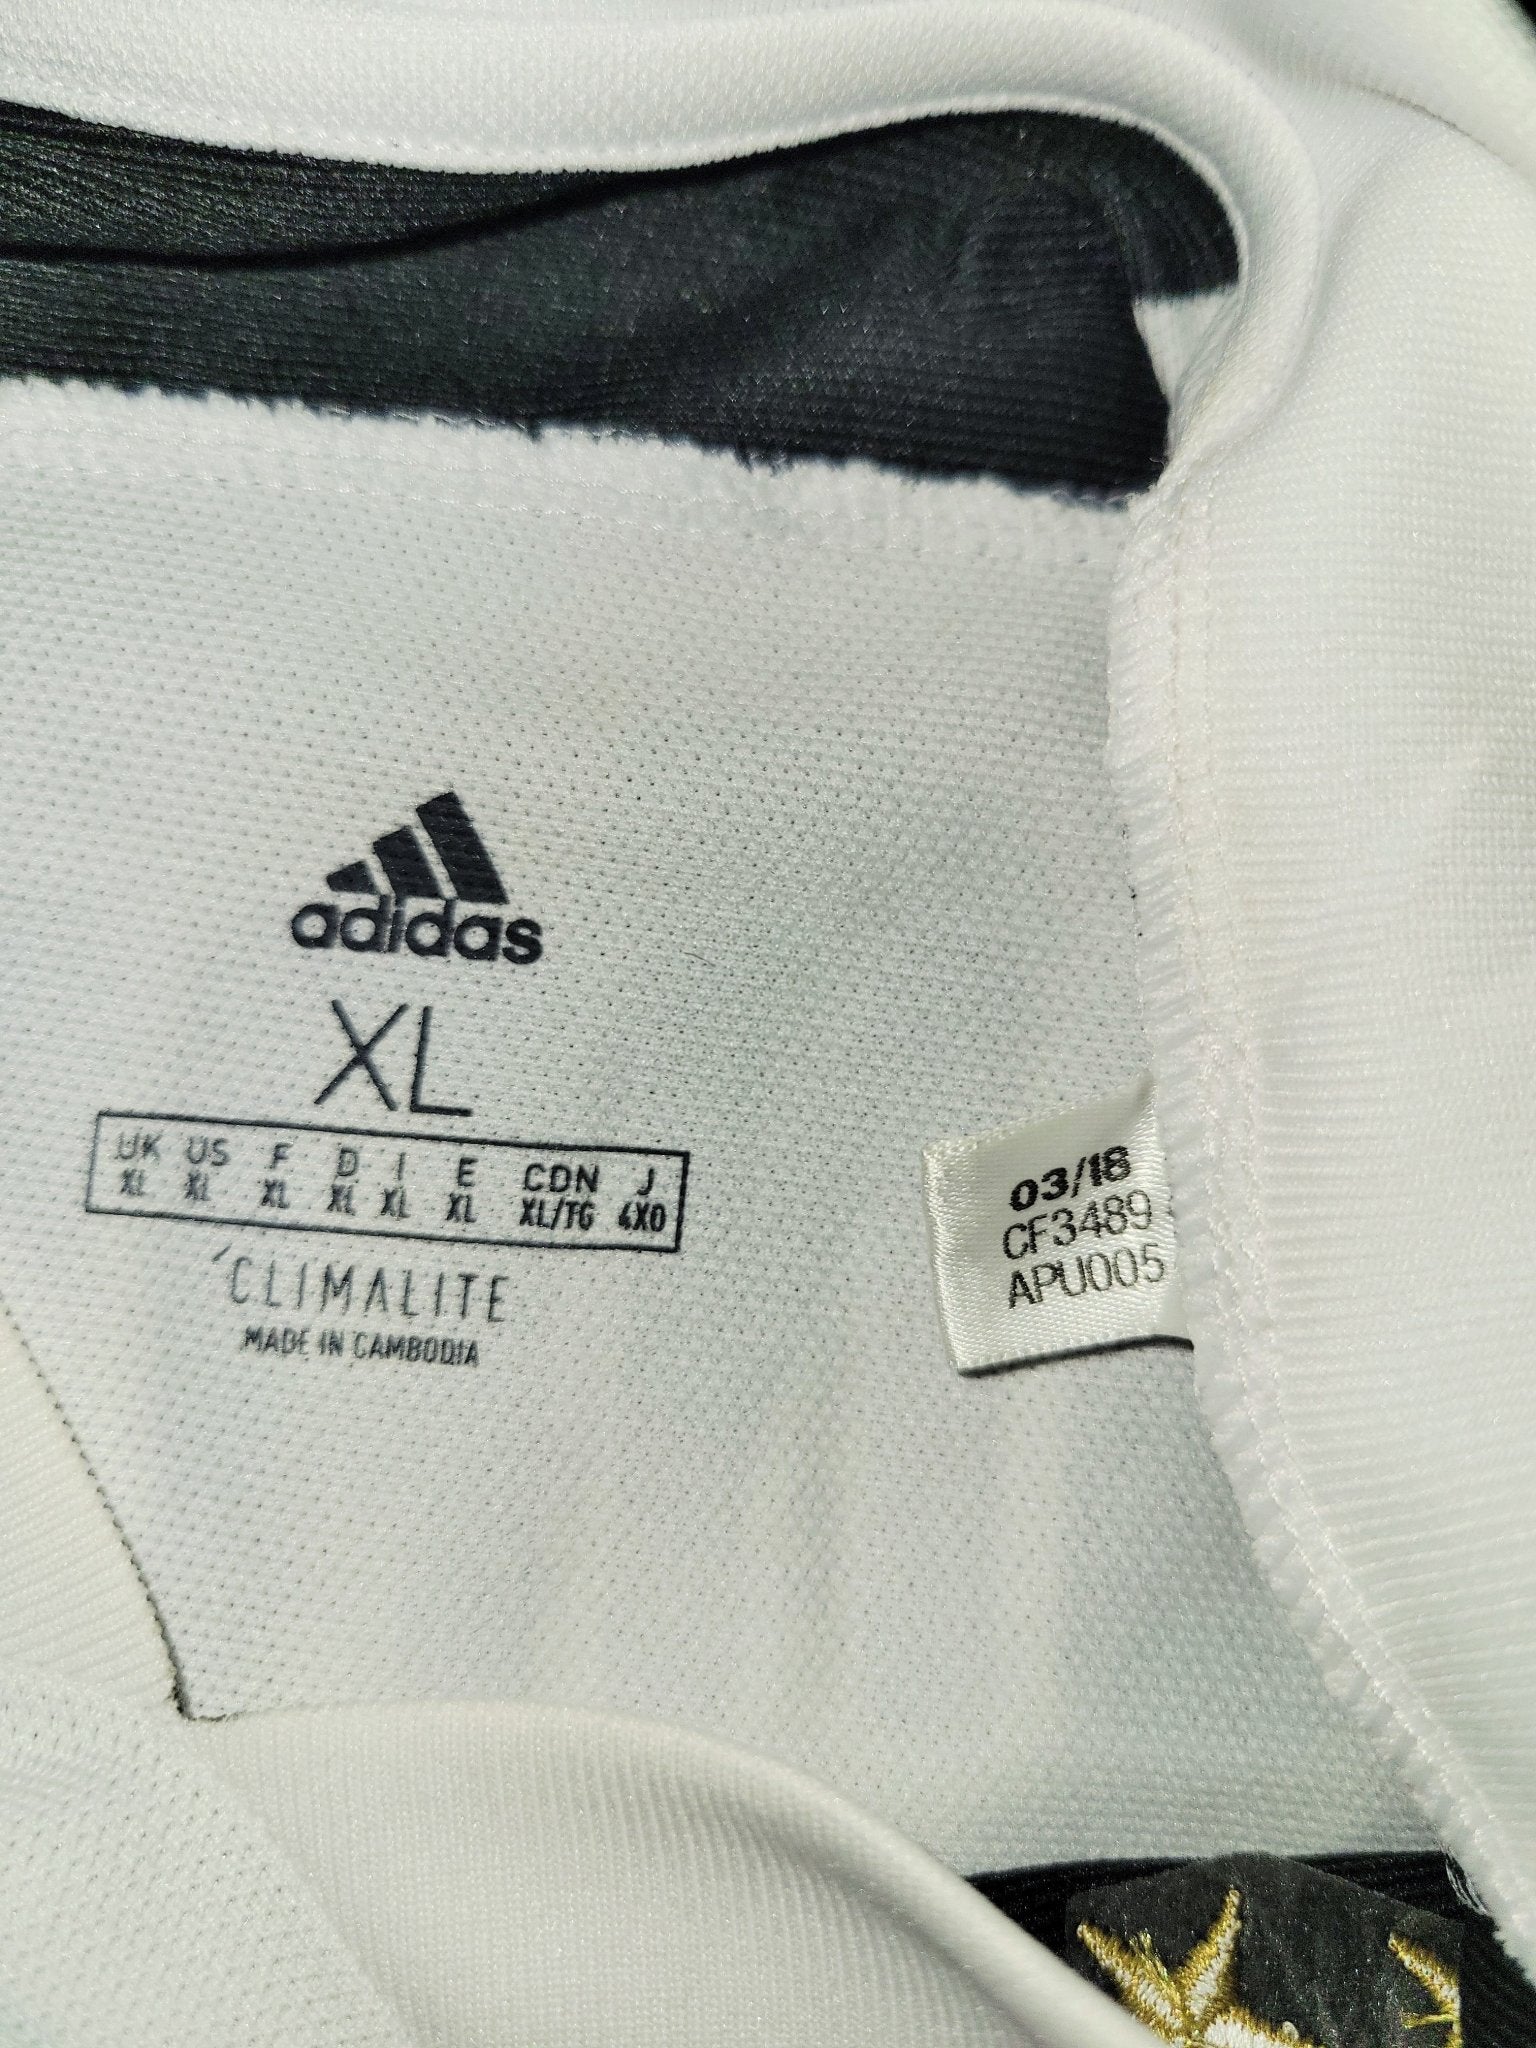 adidas
XL
UK US F D I E CDN J
XL XL XL XL XL XL XL/TG 4XO
CLIMALITE
MADE IN CAMBODIA
03/18
CF3489
APU005